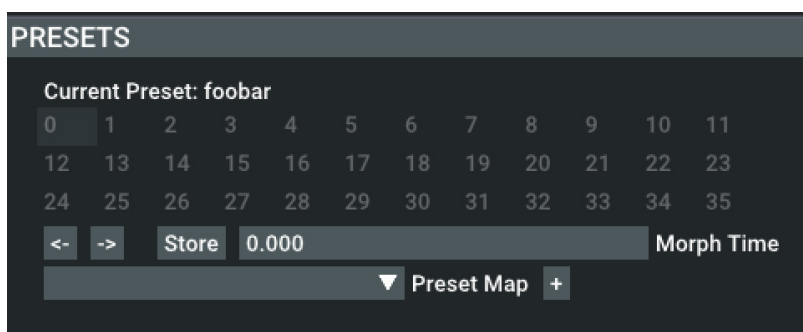 PRESETS
Current Preset: foobar
0 1 2 3 4 5 6 7 8 9 10 11
12 13 14 15 16 17 18 19 20 21 22 23
24 25 26 27 28 29 30 31 32 33 34 35
<- -> Store 0.000 Morph Time
Preset Map +